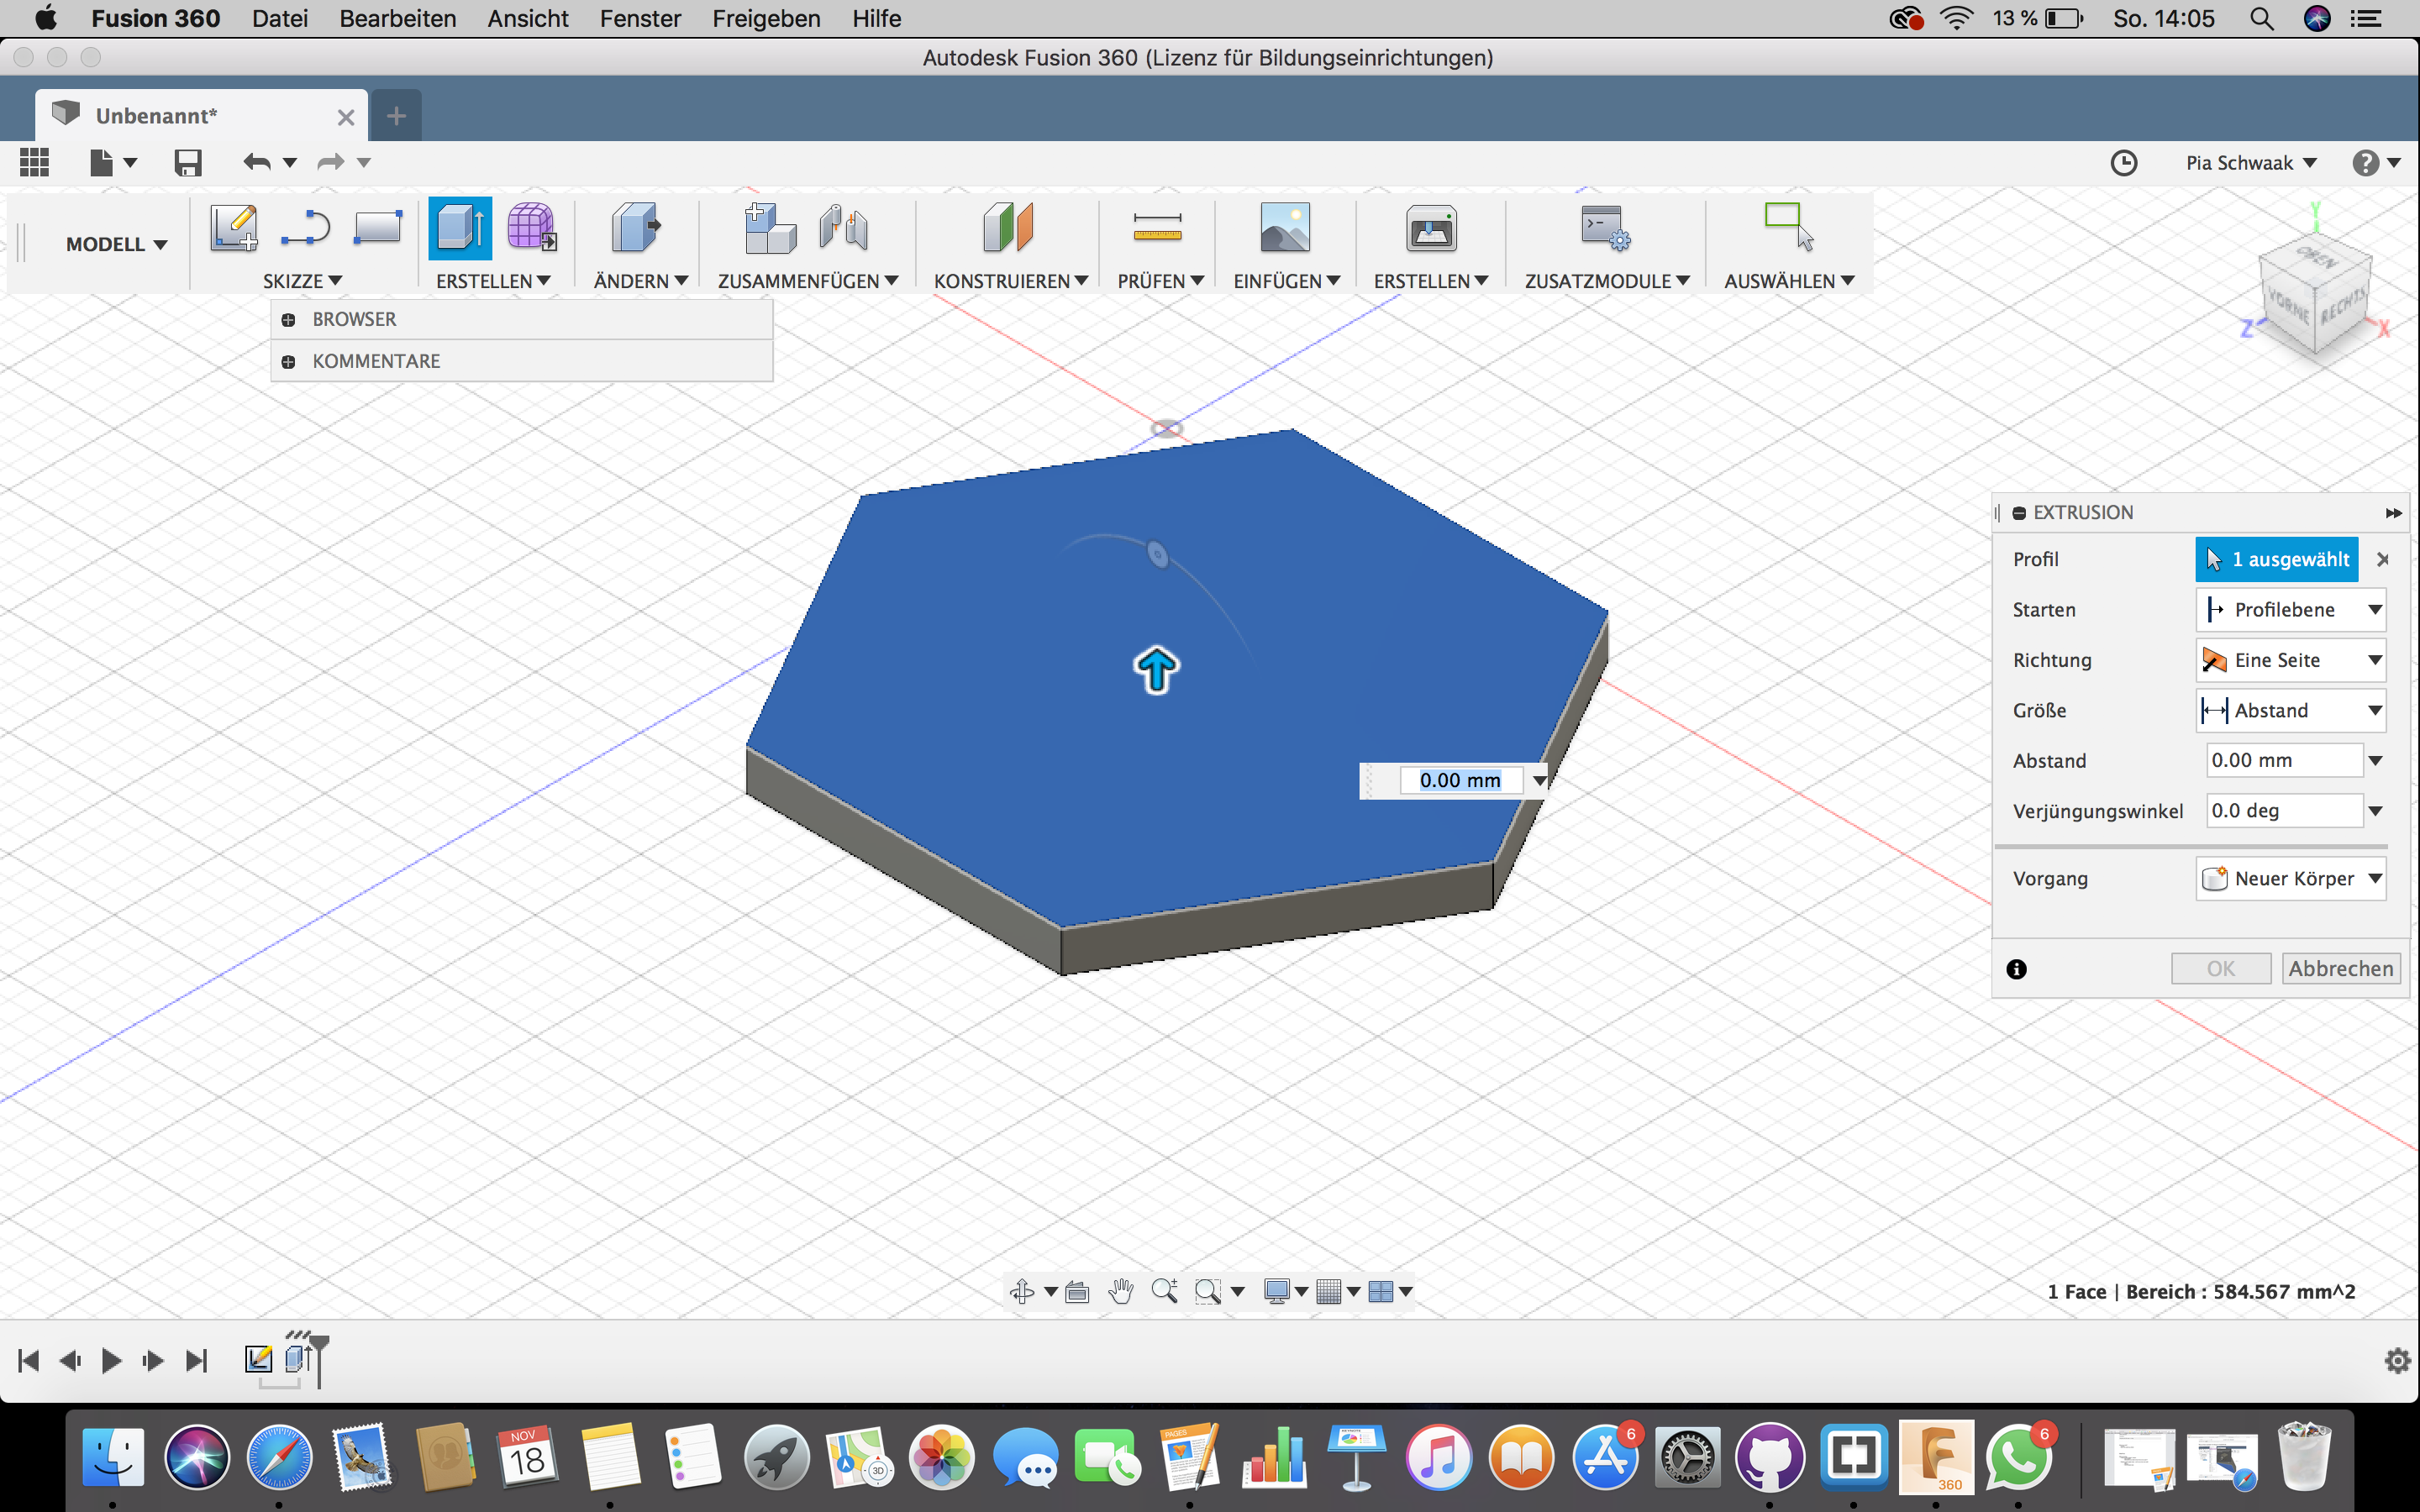 Fusion 360 Datei Bearbeiten Ansicht Fenster Freigeben Hilfe 13 % So. 14:05
Autodesk Fusion 360 (Lizenz für Bildungseinrichtungen)
Unbenannt*
Pia Schwaak
MODELL
SKIZZE ERSTELLEN ÄNDERN ZUSAMMENFÜGEN KONSTRUIEREN PRÜFEN EINFÜGEN ERSTELLEN ZUSATZMODULE AUSWÄHLEN
BROWSER
KOMMENTARE
Y
OBEN
VORNE RECHTS
Z X
EXTRUSION
Profil 1 ausgewählt
Starten Profilebene
Richtung Eine Seite
Größe Abstand
Abstand 0.00 mm
0.00 mm
Verjüngungswinkel 0.0 deg
Vorgang Neuer Körper
OK Abbrechen
1 Face | Bereich : 584.567 mm^2
NOV
18
3D
PAGES
6
360
6